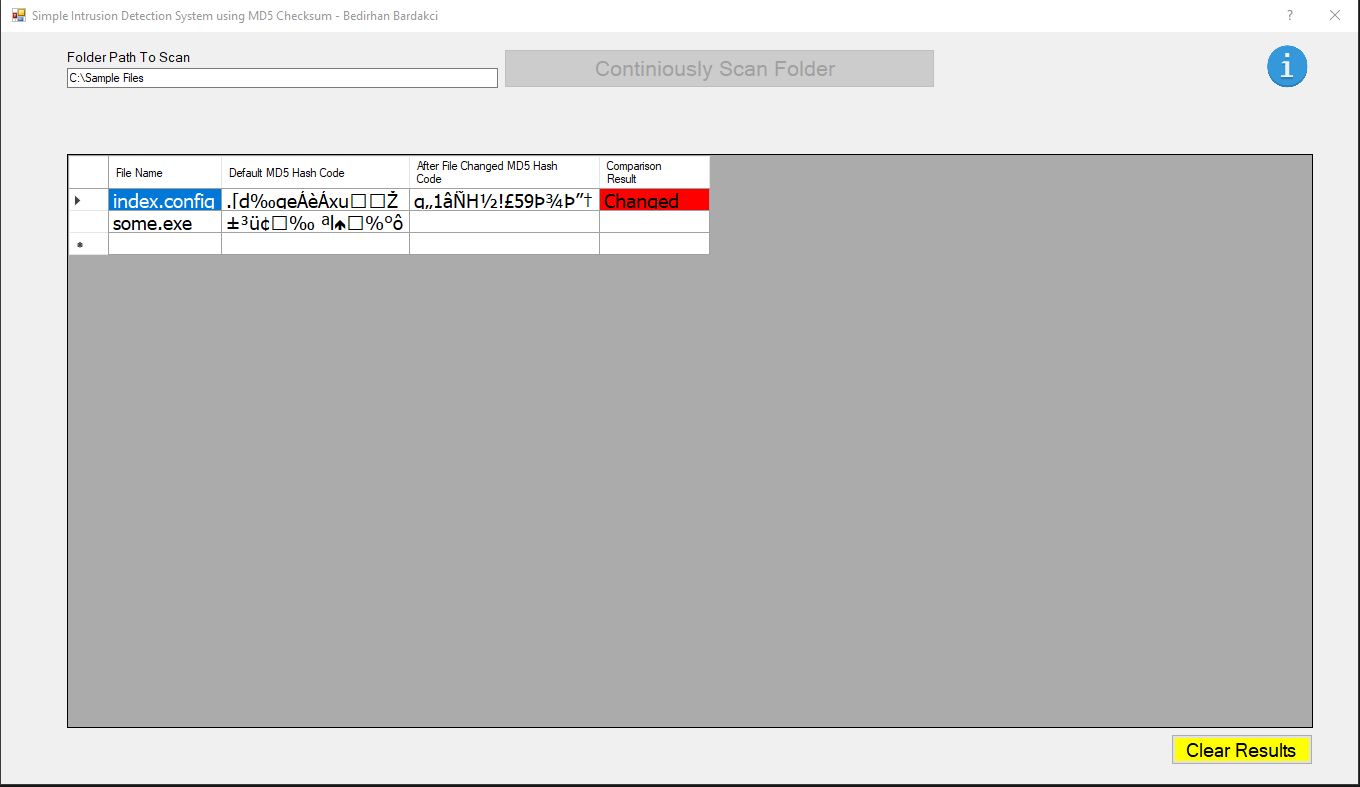 Simple Intrusion Detection System using MD5 Checksum - Bedirhan Bardakci
?
Folder Path To Scan
C:\Sample Files
Continiously Scan Folder
i
File Name
Default MD5 Hash Code
After File Changed MD5 Hash
Code
Comparison
Result
index.config
.⌈d‰geÁèÁxu□□Ž
q„1âÑH½!£59Þ¾Þ”†
Changed
some.exe
±³ü¢□‰ ªl♠□%ºô
Clear Results